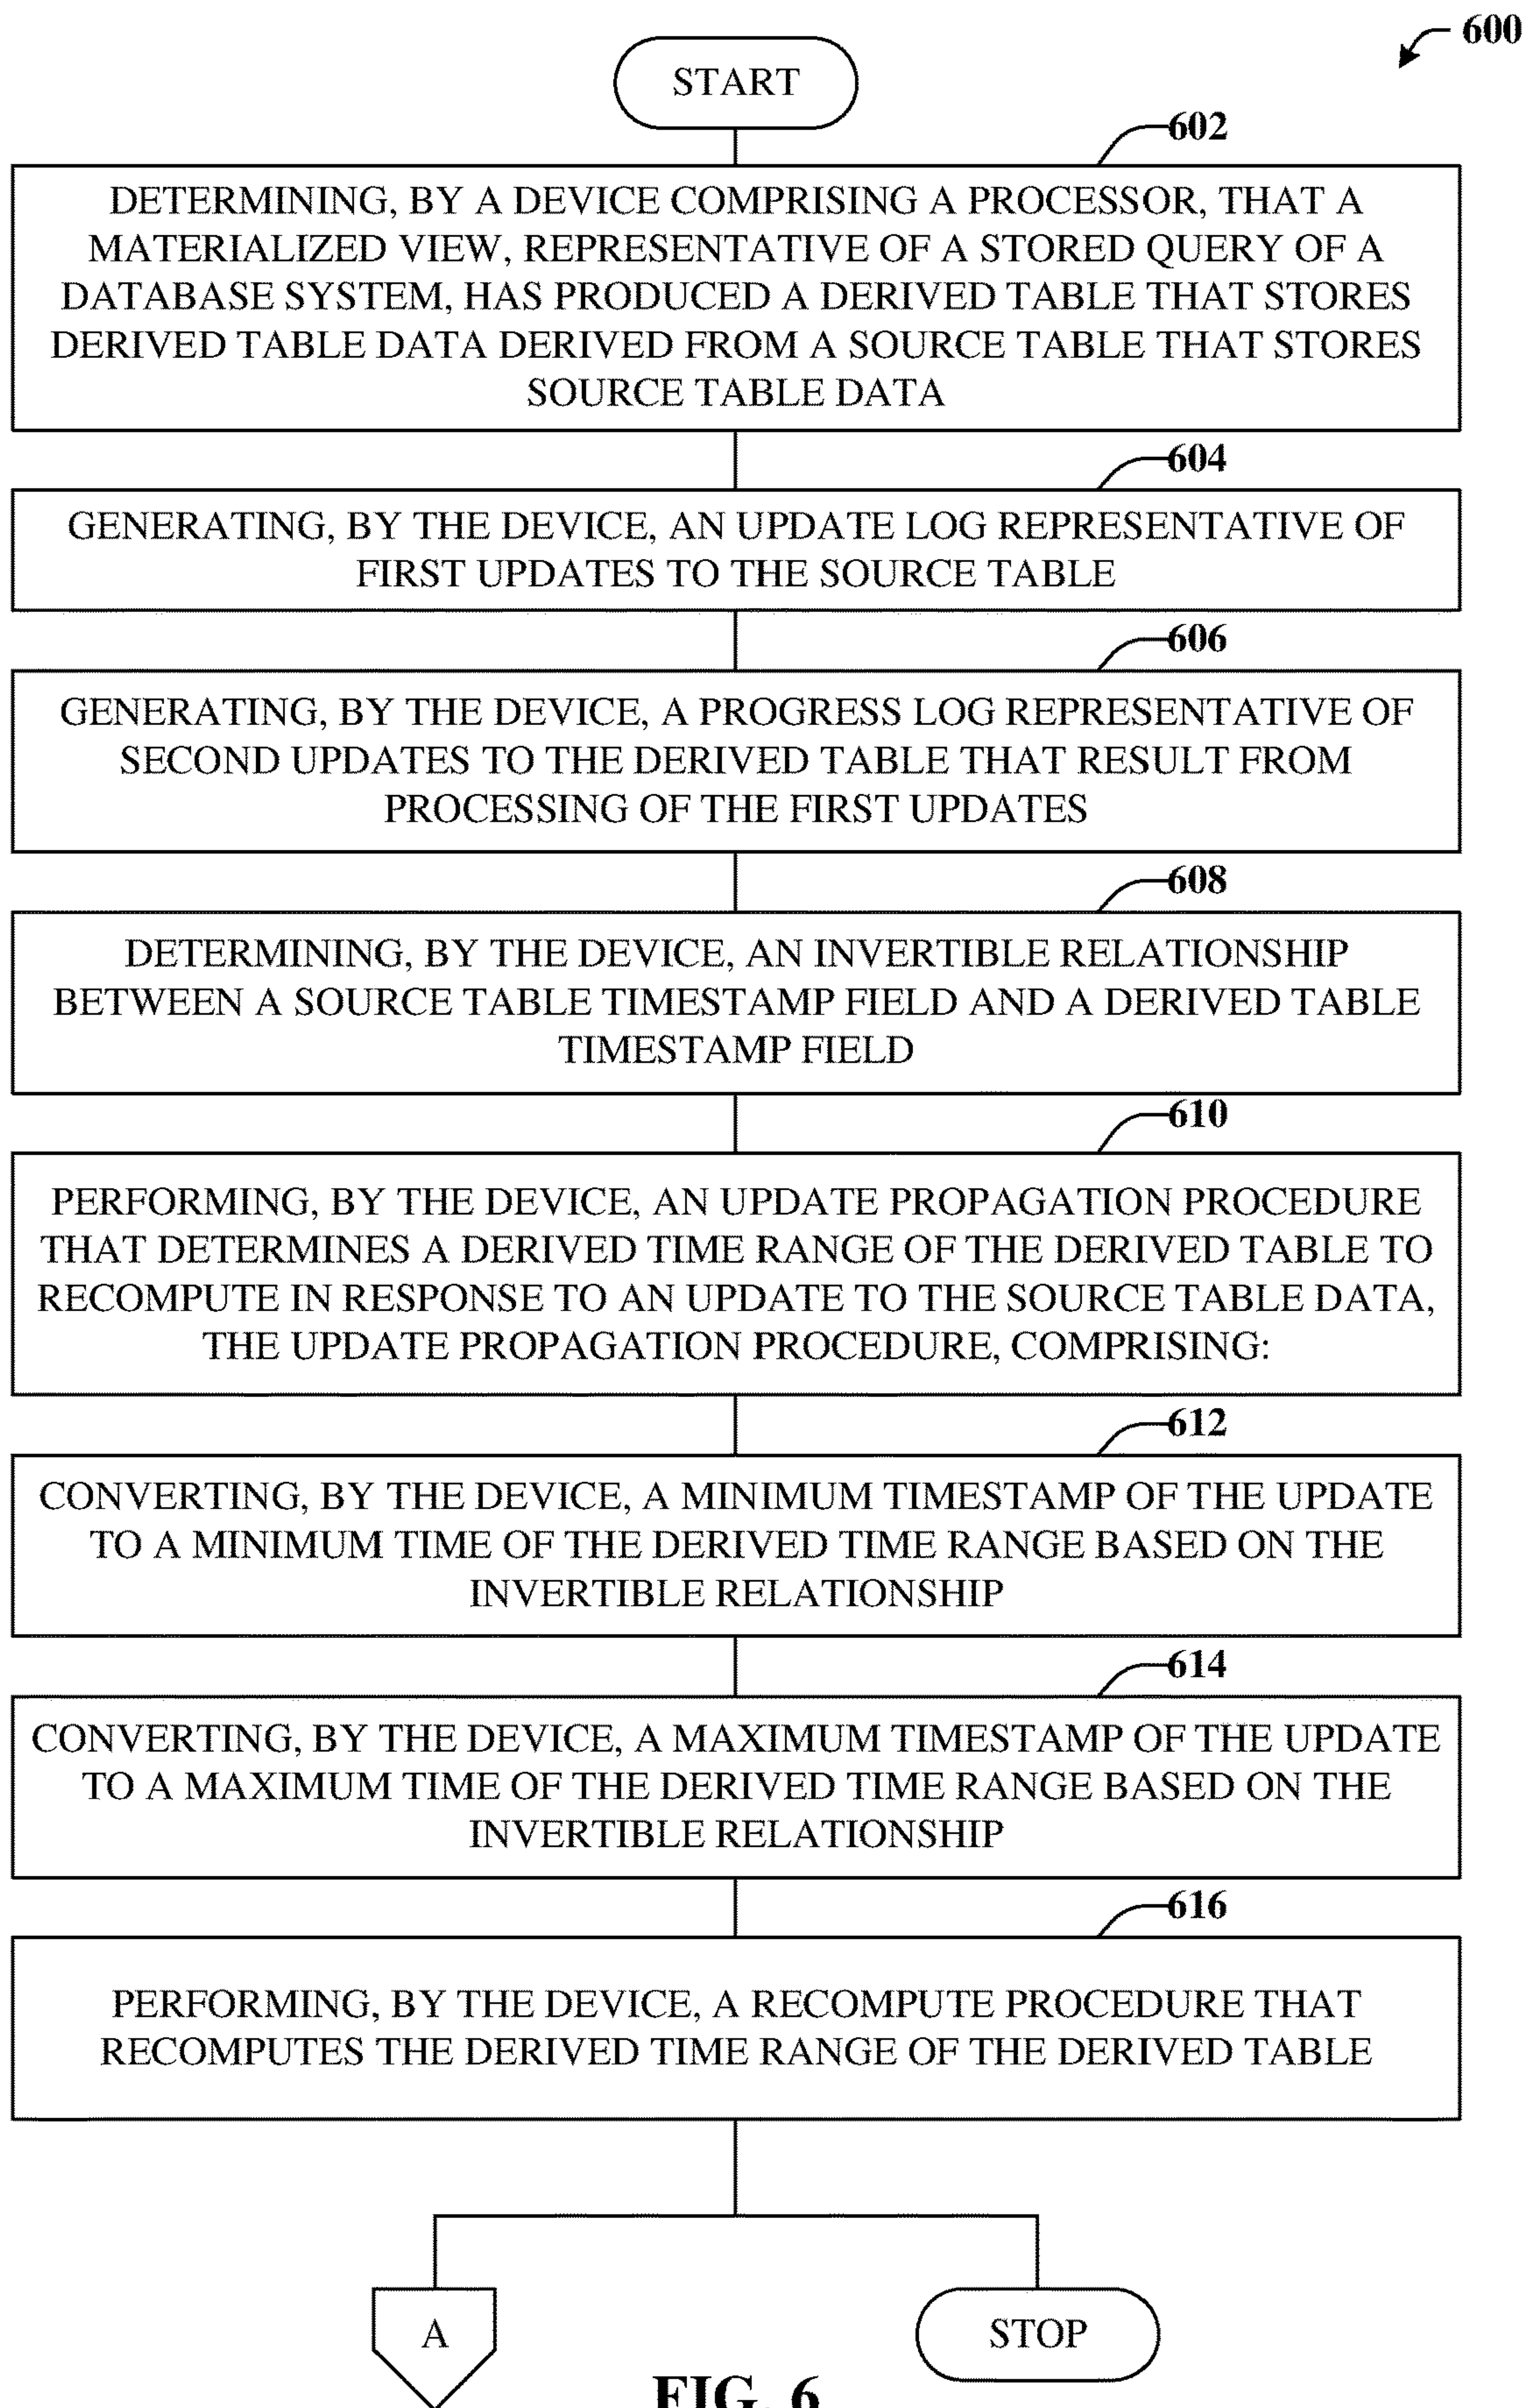 600
START
602
DETERMINING, BY A DEVICE COMPRISING A PROCESSOR, THAT A
MATERIALIZED VIEW, REPRESENTATIVE OF A STORED QUERY OF A
DATABASE SYSTEM, HAS PRODUCED A DERIVED TABLE THAT STORES
DERIVED TABLE DATA DERIVED FROM A SOURCE TABLE THAT STORES
SOURCE TABLE DATA
604
GENERATING, BY THE DEVICE, AN UPDATE LOG REPRESENTATIVE OF
FIRST UPDATES TO THE SOURCE TABLE
606
GENERATING, BY THE DEVICE, A PROGRESS LOG REPRESENTATIVE OF
SECOND UPDATES TO THE DERIVED TABLE THAT RESULT FROM
PROCESSING OF THE FIRST UPDATES
608
DETERMINING, BY THE DEVICE, AN INVERTIBLE RELATIONSHIP
BETWEEN A SOURCE TABLE TIMESTAMP FIELD AND A DERIVED TABLE
TIMESTAMP FIELD
610
PERFORMING, BY THE DEVICE, AN UPDATE PROPAGATION PROCEDURE
THAT DETERMINES A DERIVED TIME RANGE OF THE DERIVED TABLE TO
RECOMPUTE IN RESPONSE TO AN UPDATE TO THE SOURCE TABLE DATA,
THE UPDATE PROPAGATION PROCEDURE, COMPRISING:
612
CONVERTING, BY THE DEVICE, A MINIMUM TIMESTAMP OF THE UPDATE
TO A MINIMUM TIME OF THE DERIVED TIME RANGE BASED ON THE
INVERTIBLE RELATIONSHIP
614
CONVERTING, BY THE DEVICE, A MAXIMUM TIMESTAMP OF THE UPDATE
TO A MAXIMUM TIME OF THE DERIVED TIME RANGE BASED ON THE
INVERTIBLE RELATIONSHIP
616
PERFORMING, BY THE DEVICE, A RECOMPUTE PROCEDURE THAT
RECOMPUTES THE DERIVED TIME RANGE OF THE DERIVED TABLE
A
STOP
FIG. 6